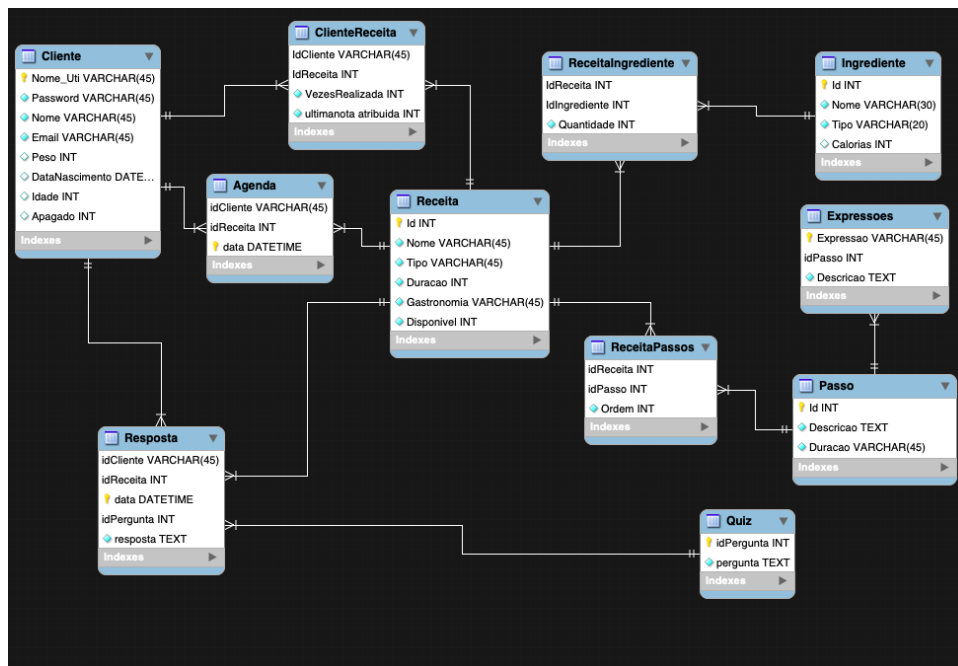 Cliente
Nome_Uti VARCHAR(45)
Password VARCHAR(45)
Nome VARCHAR(45)
Email VARCHAR(45)
Peso INT
DataNascimento DATE...
Idade INT
Apagado INT
Indexes
ClienteReceita
IdCliente VARCHAR(45)
IdReceita INT
VezesRealizada INT
ultimanota atribuida INT
Indexes
ReceitaIngrediente
IdReceita INT
IdIngrediente INT
Quantidade INT
Indexes
Ingrediente
Id INT
Nome VARCHAR(30)
Tipo VARCHAR(20)
Calorias INT
Indexes
Agenda
idCliente VARCHAR(45)
idReceita INT
data DATETIME
Indexes
Receita
Id INT
Nome VARCHAR(45)
Tipo VARCHAR(45)
Duracao INT
Gastronomia VARCHAR(45)
Disponivel INT
Indexes
Expressoes
Expressao VARCHAR(45)
idPasso INT
Descricao TEXT
Indexes
ReceitaPassos
idReceita INT
idPasso INT
Ordem INT
Indexes
Passo
Id INT
Descricao TEXT
Duracao VARCHAR(45)
Indexes
Resposta
idCliente VARCHAR(45)
idReceita INT
data DATETIME
idPergunta INT
resposta TEXT
Indexes
Quiz
idPergunta INT
pergunta TEXT
Indexes